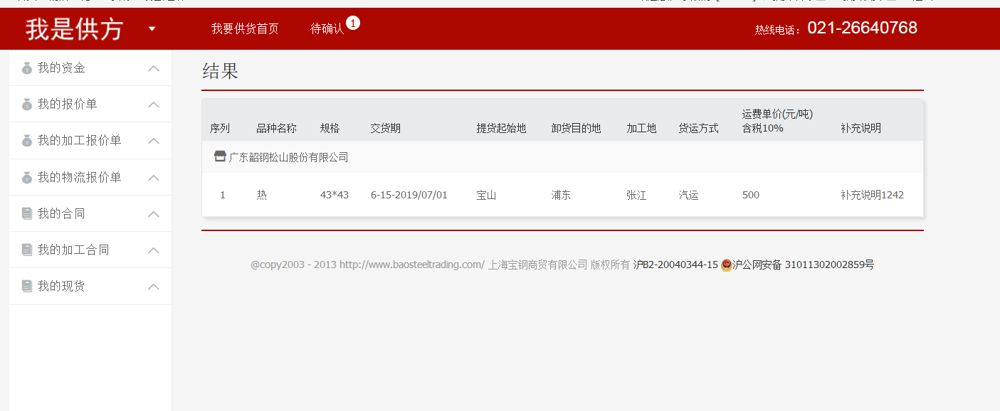 我是供方
我要供货首页
待确认
1
热线电话：021-26640768
我的资金
我的报价单
我的加工报价单
我的物流报价单
我的合同
我的加工合同
我的现货
结果
序列 品种名称 规格 交货期 提货起始地 卸货目的地 加工地 货运方式 运费单价(元/吨) 含税10% 补充说明
广东韶钢松山股份有限公司
1 热 43*43 6-15-2019/07/01 宝山 浦东 张江 汽运 500 补充说明1242
@copy2003 - 2013 http://www.baosteeltrading.com/ 上海宝钢商贸有限公司 版权所有 沪B2-20040344-15 沪公网安备 31011302002859号